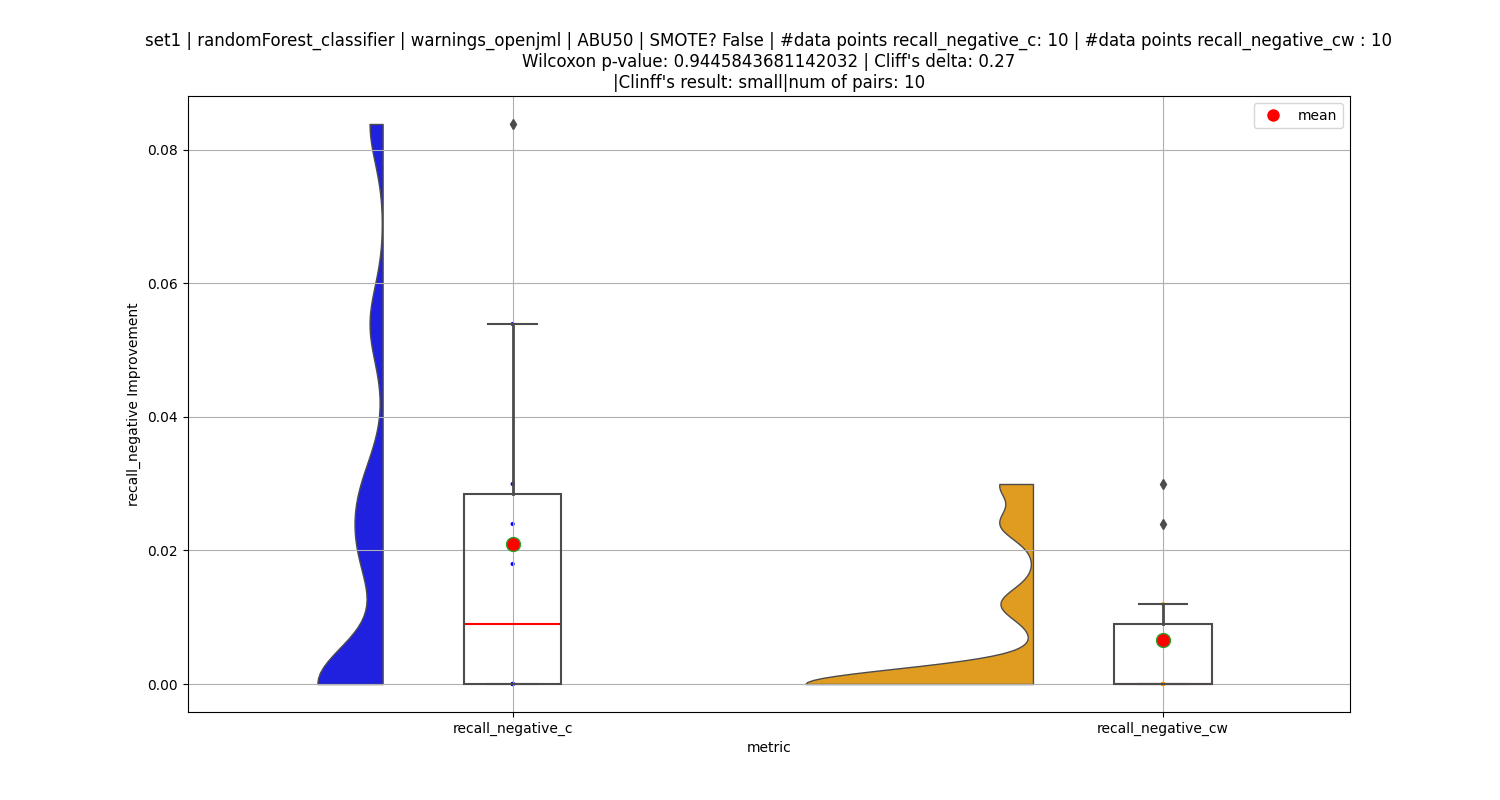 set1 | randomForest_classifier | warnings_openjml | ABU50 | SMOTE? False | #data points recall_negative_c: 10 | #data points recall_negative_cw : 10
Wilcoxon p-value: 0.9445843681142032 | Cliff's delta: 0.27
|Clinff's result: small|num of pairs: 10
mean
0.08
0.06
0.04
0.02
0.00
recall_negative Improvement
recall_negative_c
recall_negative_cw
metric